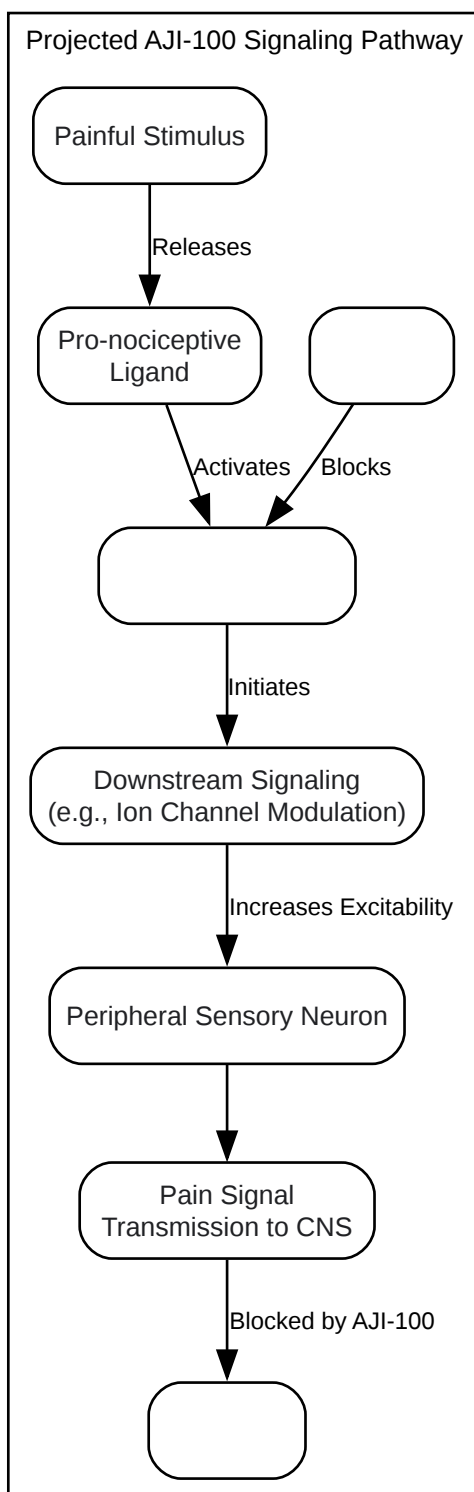 Projected AJI-100 Signaling Pathway
Painful Stimulus
Releases
Pro-nociceptive
Ligand
Activates
Blocks
Initiates
Downstream Signaling
(e.g., Ion Channel Modulation)
Increases Excitability
Peripheral Sensory Neuron
Pain Signal
Transmission to CNS
Blocked by AJI-100